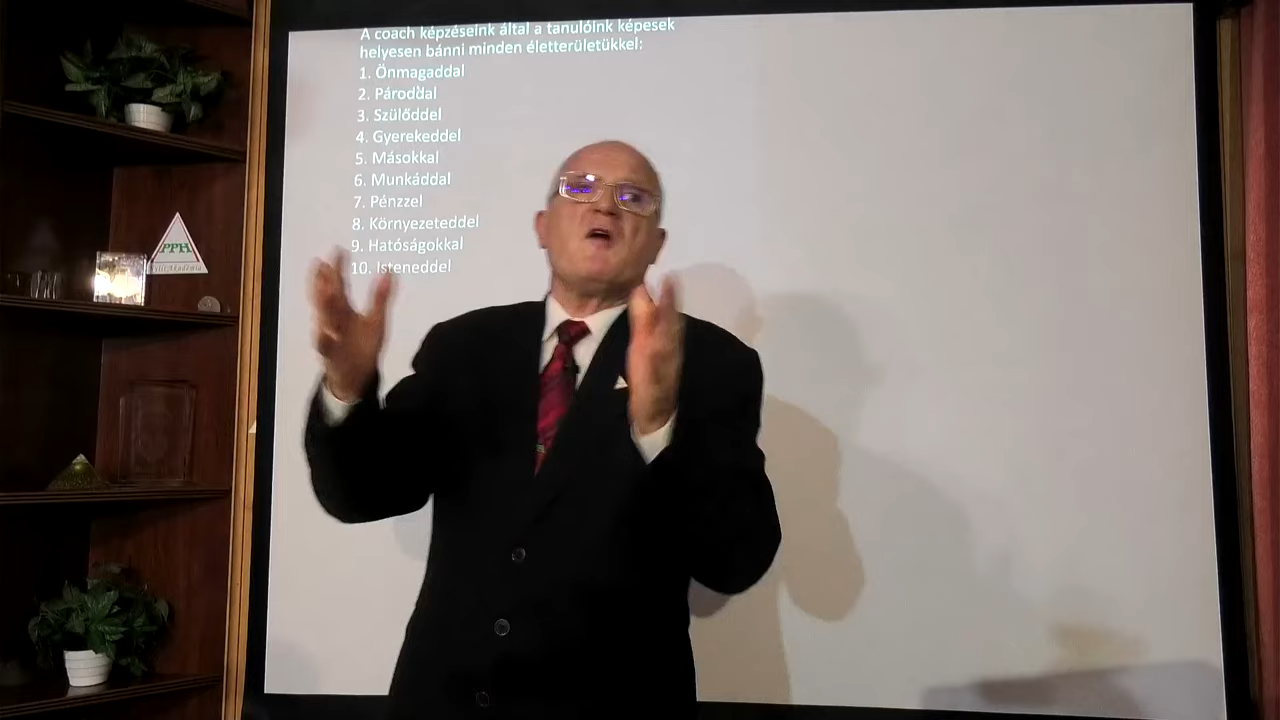 A coach képzéseink által a tanulóink képesek
helyesen bánni minden életterületükkel:
1. Önmagaddal
2. Pároddal
3. Szülőddel
4. Gyerekeddel
5. Másokkal
6. Munkáddal
7. Pénzzel
8. Környezeteddel
9. Hatóságokkal
10. Isteneddel
PPH